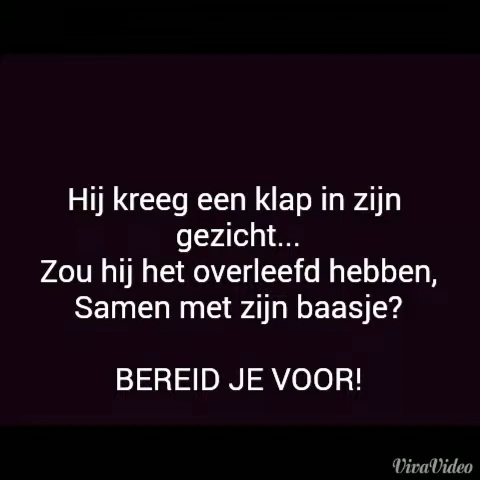 Hij kreeg een klap in zijn
gezicht...
Zou hij het overleefd hebben,
Samen met zijn baasje?
BEREID JE VOOR!
VivaVideo